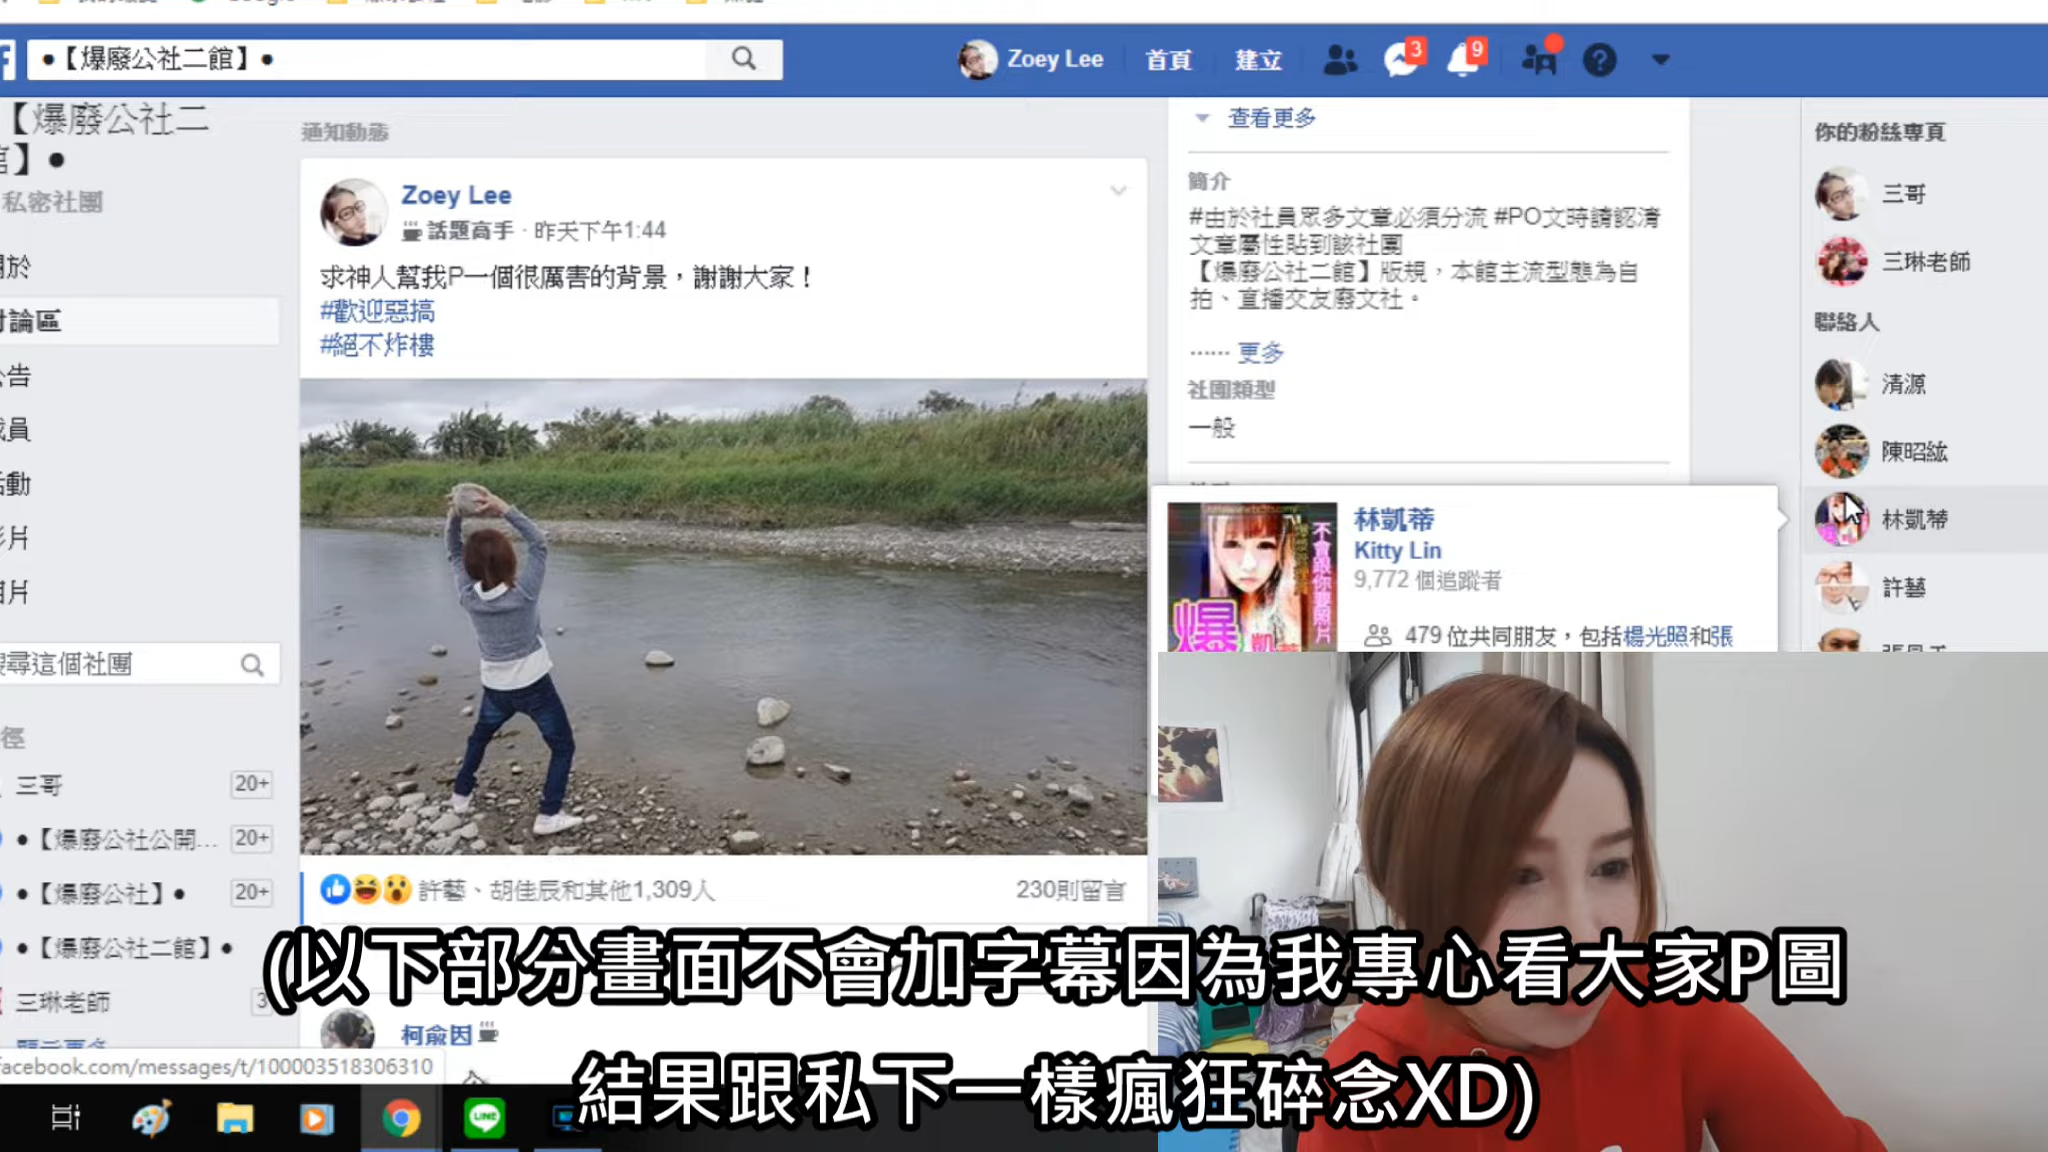 ●【爆廢公社二館】●
Zoey Lee
首頁
建立
3
9
【爆廢公社二
館】●
私密社團
討論區
公告
成員
活動
尋這個社團
三哥
20+
●【爆廢公社公開...
20+
●【爆廢公社】●
20+
●【爆廢公社二館】●
三琳老師
3
facebook.com/messages/t/100003518306310
通知動態
Zoey Lee
話題高手 · 昨天下午1:44
求神人幫我P一個很厲害的背景，謝謝大家！
#歡迎惡搞
#絕不炸樓
許藝、胡佳辰和其他1,309人
230則留言
柯俞因
查看更多
簡介
#由於社員眾多文章必須分流 #PO文時請認清
文章屬性貼到該社團
【爆廢公社二館】版規，本館主流型態為自
拍、直播交友廢文社。
...... 更多
社團類型
一般
林凱蒂
Kitty Lin
9,772 個追蹤者
479 位共同朋友，包括楊光照和張
不會跟你要照片
爆
凱蒂
你的粉絲專頁
三哥
三琳老師
聯絡人
清源
陳昭紘
林凱蒂
許藝
(以下部分畫面不會加字幕因為我專心看大家P圖
結果跟私下一樣瘋狂碎念XD)
LINE